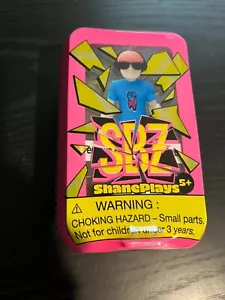 SBZ
ShanePlays
5+
WARNING:
CHOKING HAZARD – Small parts.
Not for children under 3 years.